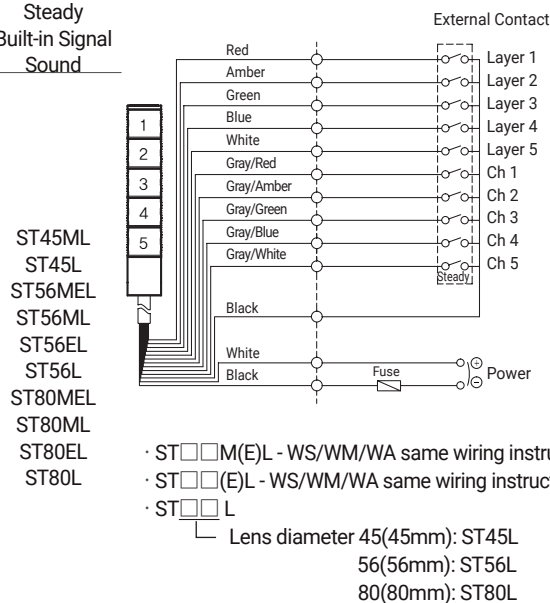 Steady
Built-in Signal
Sound
ST45ML
ST45L
ST56MEL
ST56ML
ST56EL
ST56L
ST80MEL
ST80ML
ST80EL
ST80L
1
2
3
4
5
External Contact
Red
Layer 1
Amber
Layer 2
Green
Layer 3
Blue
Layer 4
White
Layer 5
Gray/Red
Ch 1
Gray/Amber
Ch 2
Gray/Green
Ch 3
Gray/Blue
Ch 4
Gray/White
Ch 5
Steady
Black
White
⊕
Black
Fuse
⊖
Power
· ST□□M(E)L - WS/WM/WA same wiring instru
· ST□□(E)L - WS/WM/WA same wiring instruct
· ST□□ L
Lens diameter 45(45mm): ST45L
56(56mm): ST56L
80(80mm): ST80L